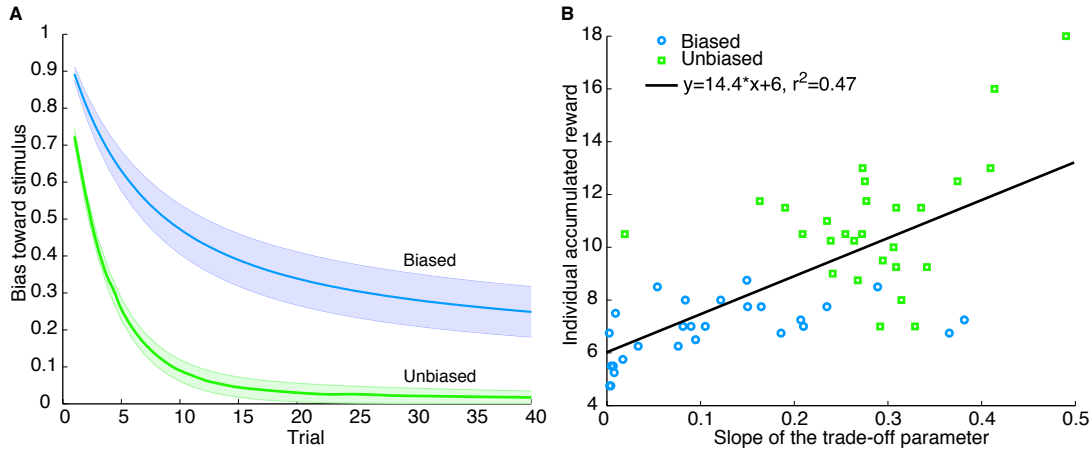 A
Bias toward stimulus
1
0.9
0.8
0.7
0.6
0.5
0.4
0.3
0.2
0.1
0
0 5 10 15 20 25 30 35 40
Trial
Biased
Unbiased
B
Individual accumulated reward
18
16
14
12
10
8
6
4
0 0.1 0.2 0.3 0.4 0.5
Slope of the trade-off parameter
Biased
Unbiased
y=14.4*x+6, r²=0.47